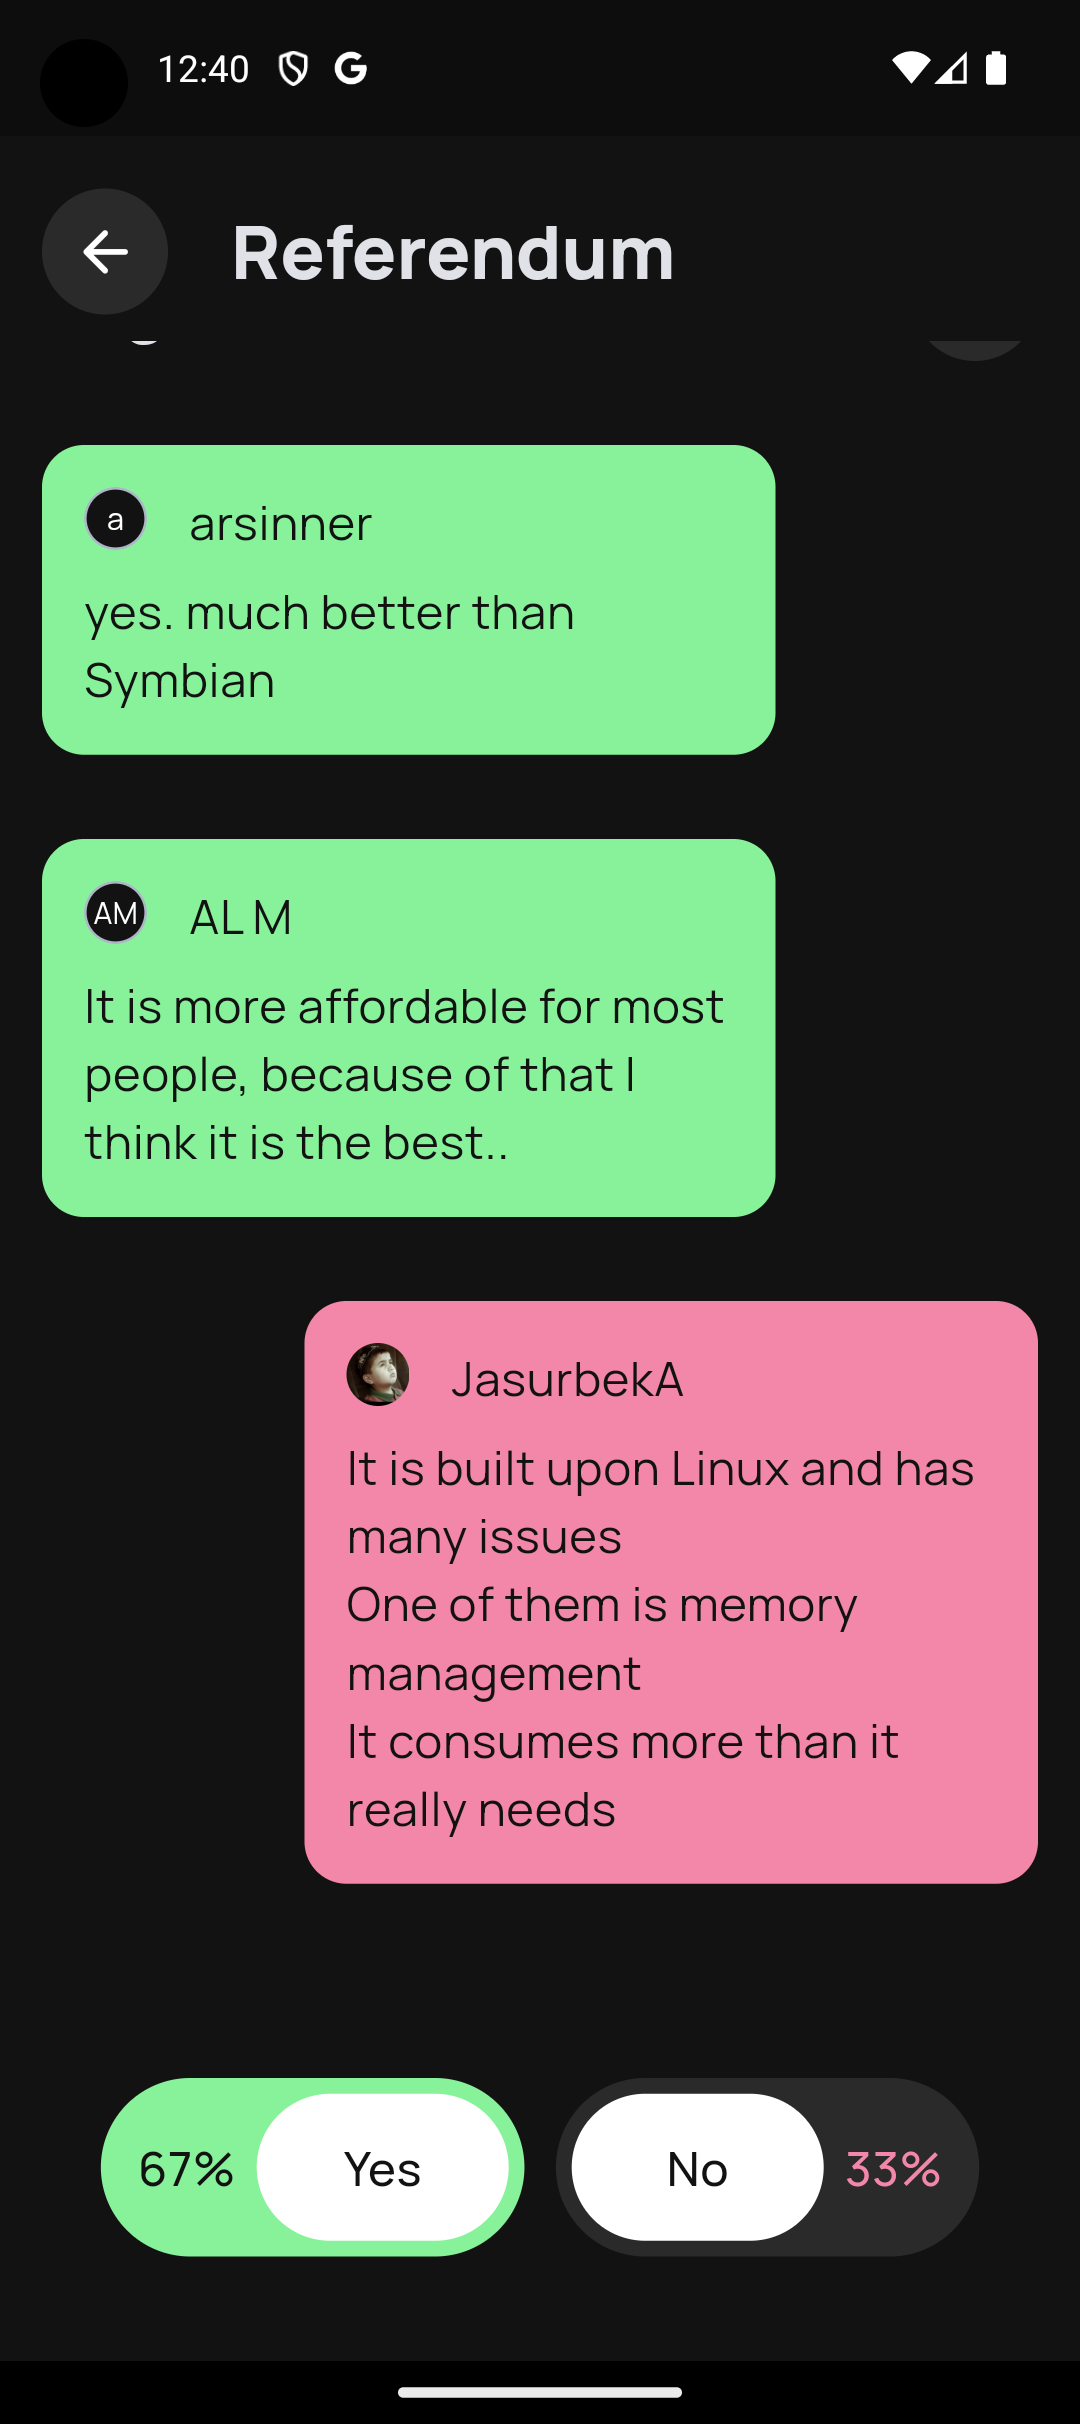 12:40
Referendum
a arsinner
yes. much better than
Symbian
AM AL M
It is more affordable for most
people, because of that I
think it is the best..
JasurbekA
It is built upon Linux and has
many issues
One of them is memory
management
It consumes more than it
really needs
67% Yes No 33%